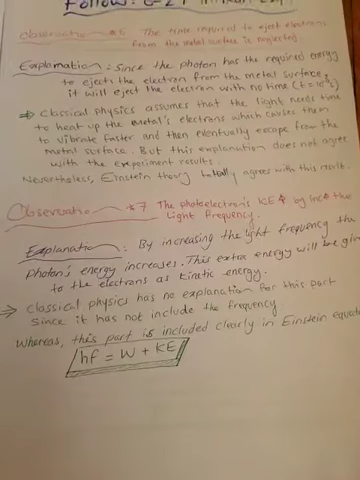 Follow:
Observation #6 The time required to eject electrons
from the metal surface is neglected.
Explanation: Since the photon has the required energy
to ejects the electron from the metal surface,
it will eject the electron with no time
⇒ Classical physics assumes that the light needs time
to heat up the metal's electrons which causes them
to vibrate faster and then eventually escape from the
metal surface. But this explanation does not agree
with the experiment results.
Nevertheless, Einstein theory totally agrees with this result.
Observatio #7 The photoelectrons KE↑ by incr the
Light frequency.
Explanation: By increasing the light frequency the
Photon's energy increases. This extra energy will be giv
to the electrons as kinetic energy.
⇒ Classical physics has no explanation for this part
Since it has not include the frequency.
Whereas, this part is included clearly in Einstein equat
hf = W + KE